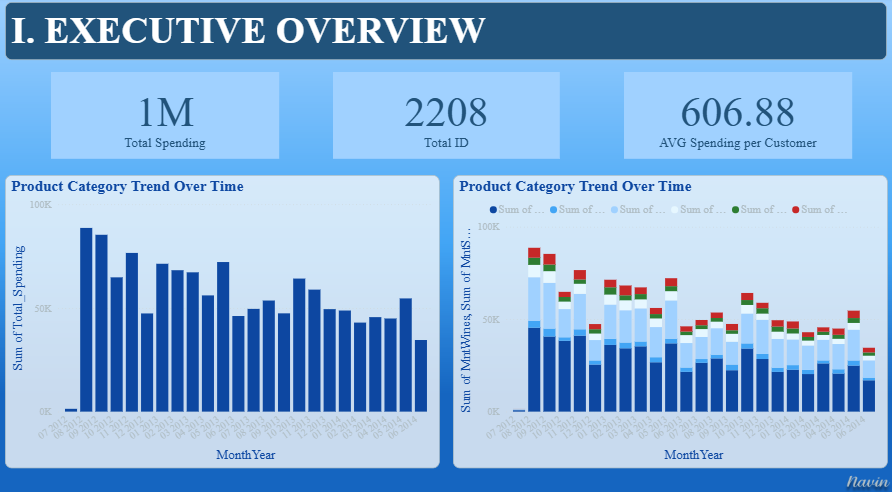 I. EXECUTIVE OVERVIEW
1M
Total Spending
2208
Total ID
606.88
AVG Spending per Customer
Product Category Trend Over Time
100K
50K
0K
Sum of Total_Spending
07 2012
08 2012
09 2012
10 2012
11 2012
12 2012
01 2013
02 2013
03 2013
04 2013
05 2013
06 2013
07 2013
08 2013
09 2013
10 2013
11 2013
12 2013
01 2014
02 2014
03 2014
04 2014
05 2014
06 2014
MonthYear
Product Category Trend Over Time
Sum of ... Sum of ... Sum of ... Sum of ... Sum of ... Sum of ...
100K
50K
0K
Sum of MntWines, Sum of MntS...
07 2012
08 2012
09 2012
10 2012
11 2012
12 2012
01 2013
02 2013
03 2013
04 2013
05 2013
06 2013
07 2013
08 2013
09 2013
10 2013
11 2013
12 2013
01 2014
02 2014
03 2014
04 2014
05 2014
06 2014
MonthYear
Navin